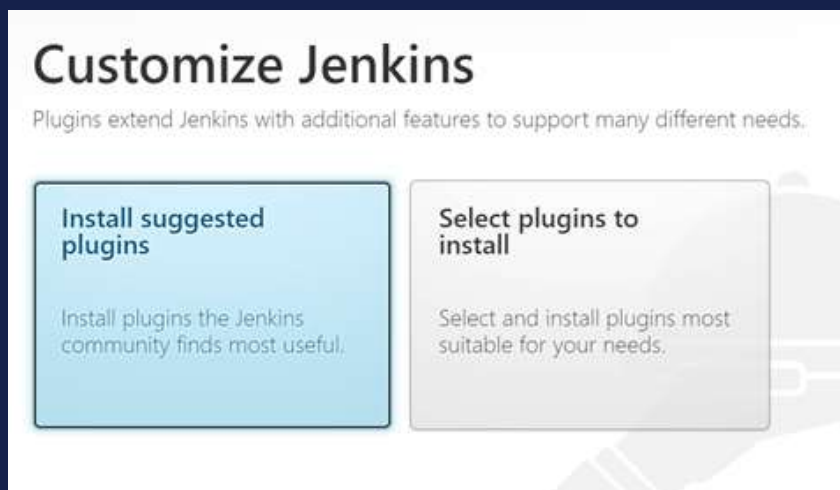 Customize Jenkins
Plugins extend Jenkins with additional features to support many different needs.
Install suggested
plugins
Install plugins the Jenkins
community finds most useful.
Select plugins to
install
Select and install plugins most
suitable for your needs.